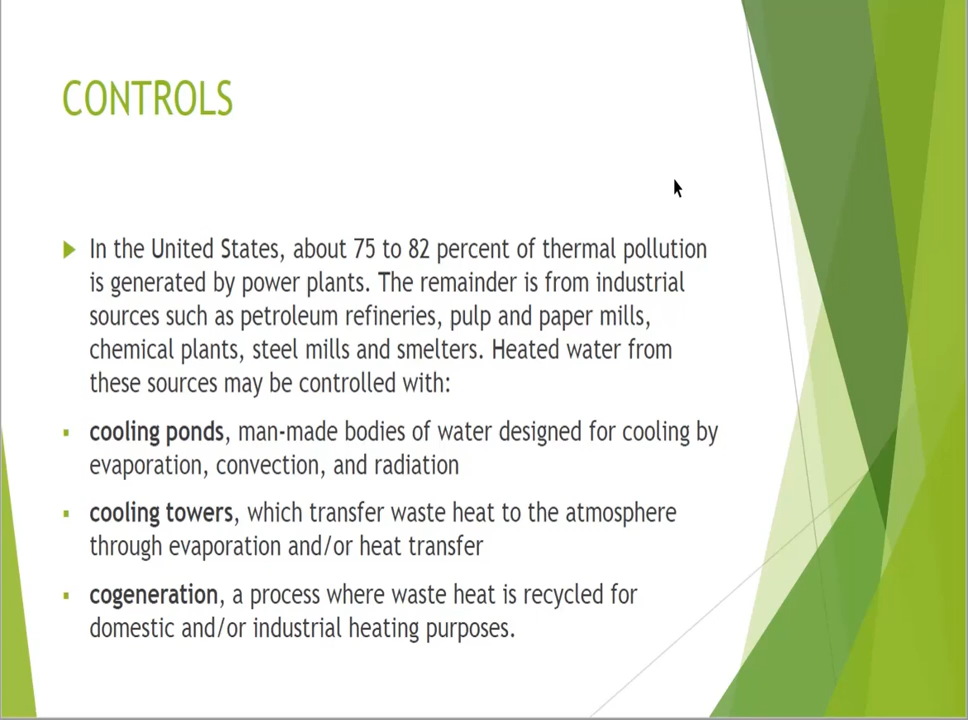 CONTROLS
In the United States, about 75 to 82 percent of thermal pollution
is generated by power plants. The remainder is from industrial
sources such as petroleum refineries, pulp and paper mills,
chemical plants, steel mills and smelters. Heated water from
these sources may be controlled with:
cooling ponds, man-made bodies of water designed for cooling by
evaporation, convection, and radiation
cooling towers, which transfer waste heat to the atmosphere
through evaporation and/or heat transfer
cogeneration, a process where waste heat is recycled for
domestic and/or industrial heating purposes.